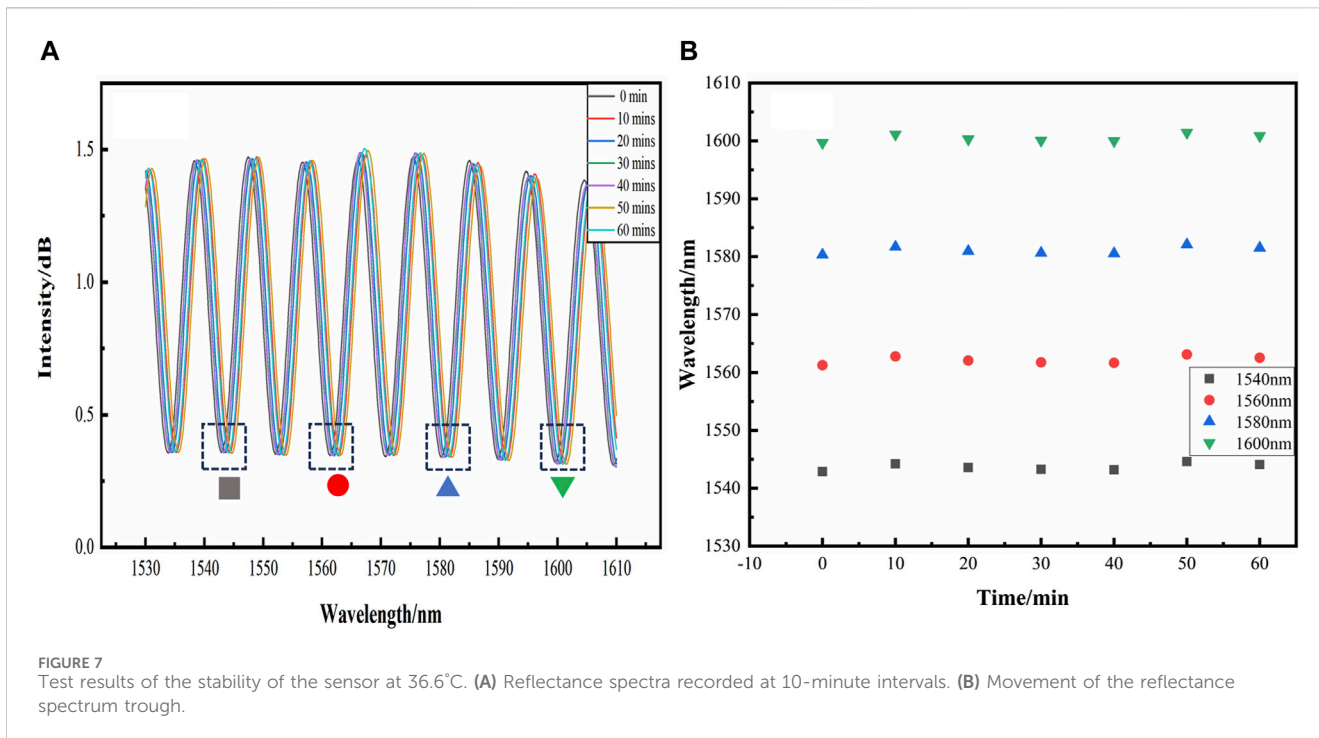 A
B
Intensity/dB
1.5
1.0
0.5
0.0
0 min
10 mins
20 mins
30 mins
40 mins
50 mins
60 mins
1530 1540 1550 1560 1570 1580 1590 1600 1610
Wavelength/nm
Wavelength/nm
1610
1600
1590
1580
1570
1560
1550
1540
1530
1540nm
1560nm
1580nm
1600nm
-10 0 10 20 30 40 50 60
Time/min
FIGURE 7
Test results of the stability of the sensor at 36.6°C. (A) Reflectance spectra recorded at 10-minute intervals. (B) Movement of the reflectance
spectrum trough.